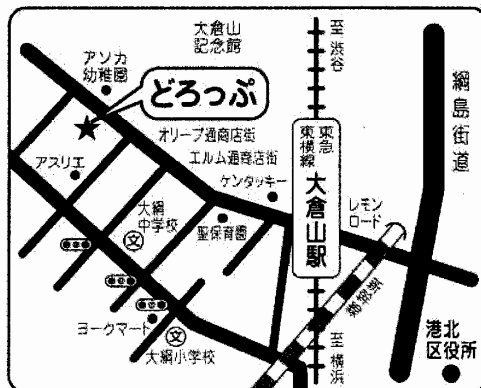 大倉山
記念館
至渋谷
アソカ
幼稚園
どろっぷ
綱島街道
オリーブ通商店街
エルム通商店街
ケンタッキー
東急
東横線
大倉山駅
レモン
ロード
アスリエ
大綱
中学校
文
聖保育園
新幹線
ヨークマート
文
大綱小学校
至横浜
港北
区役所